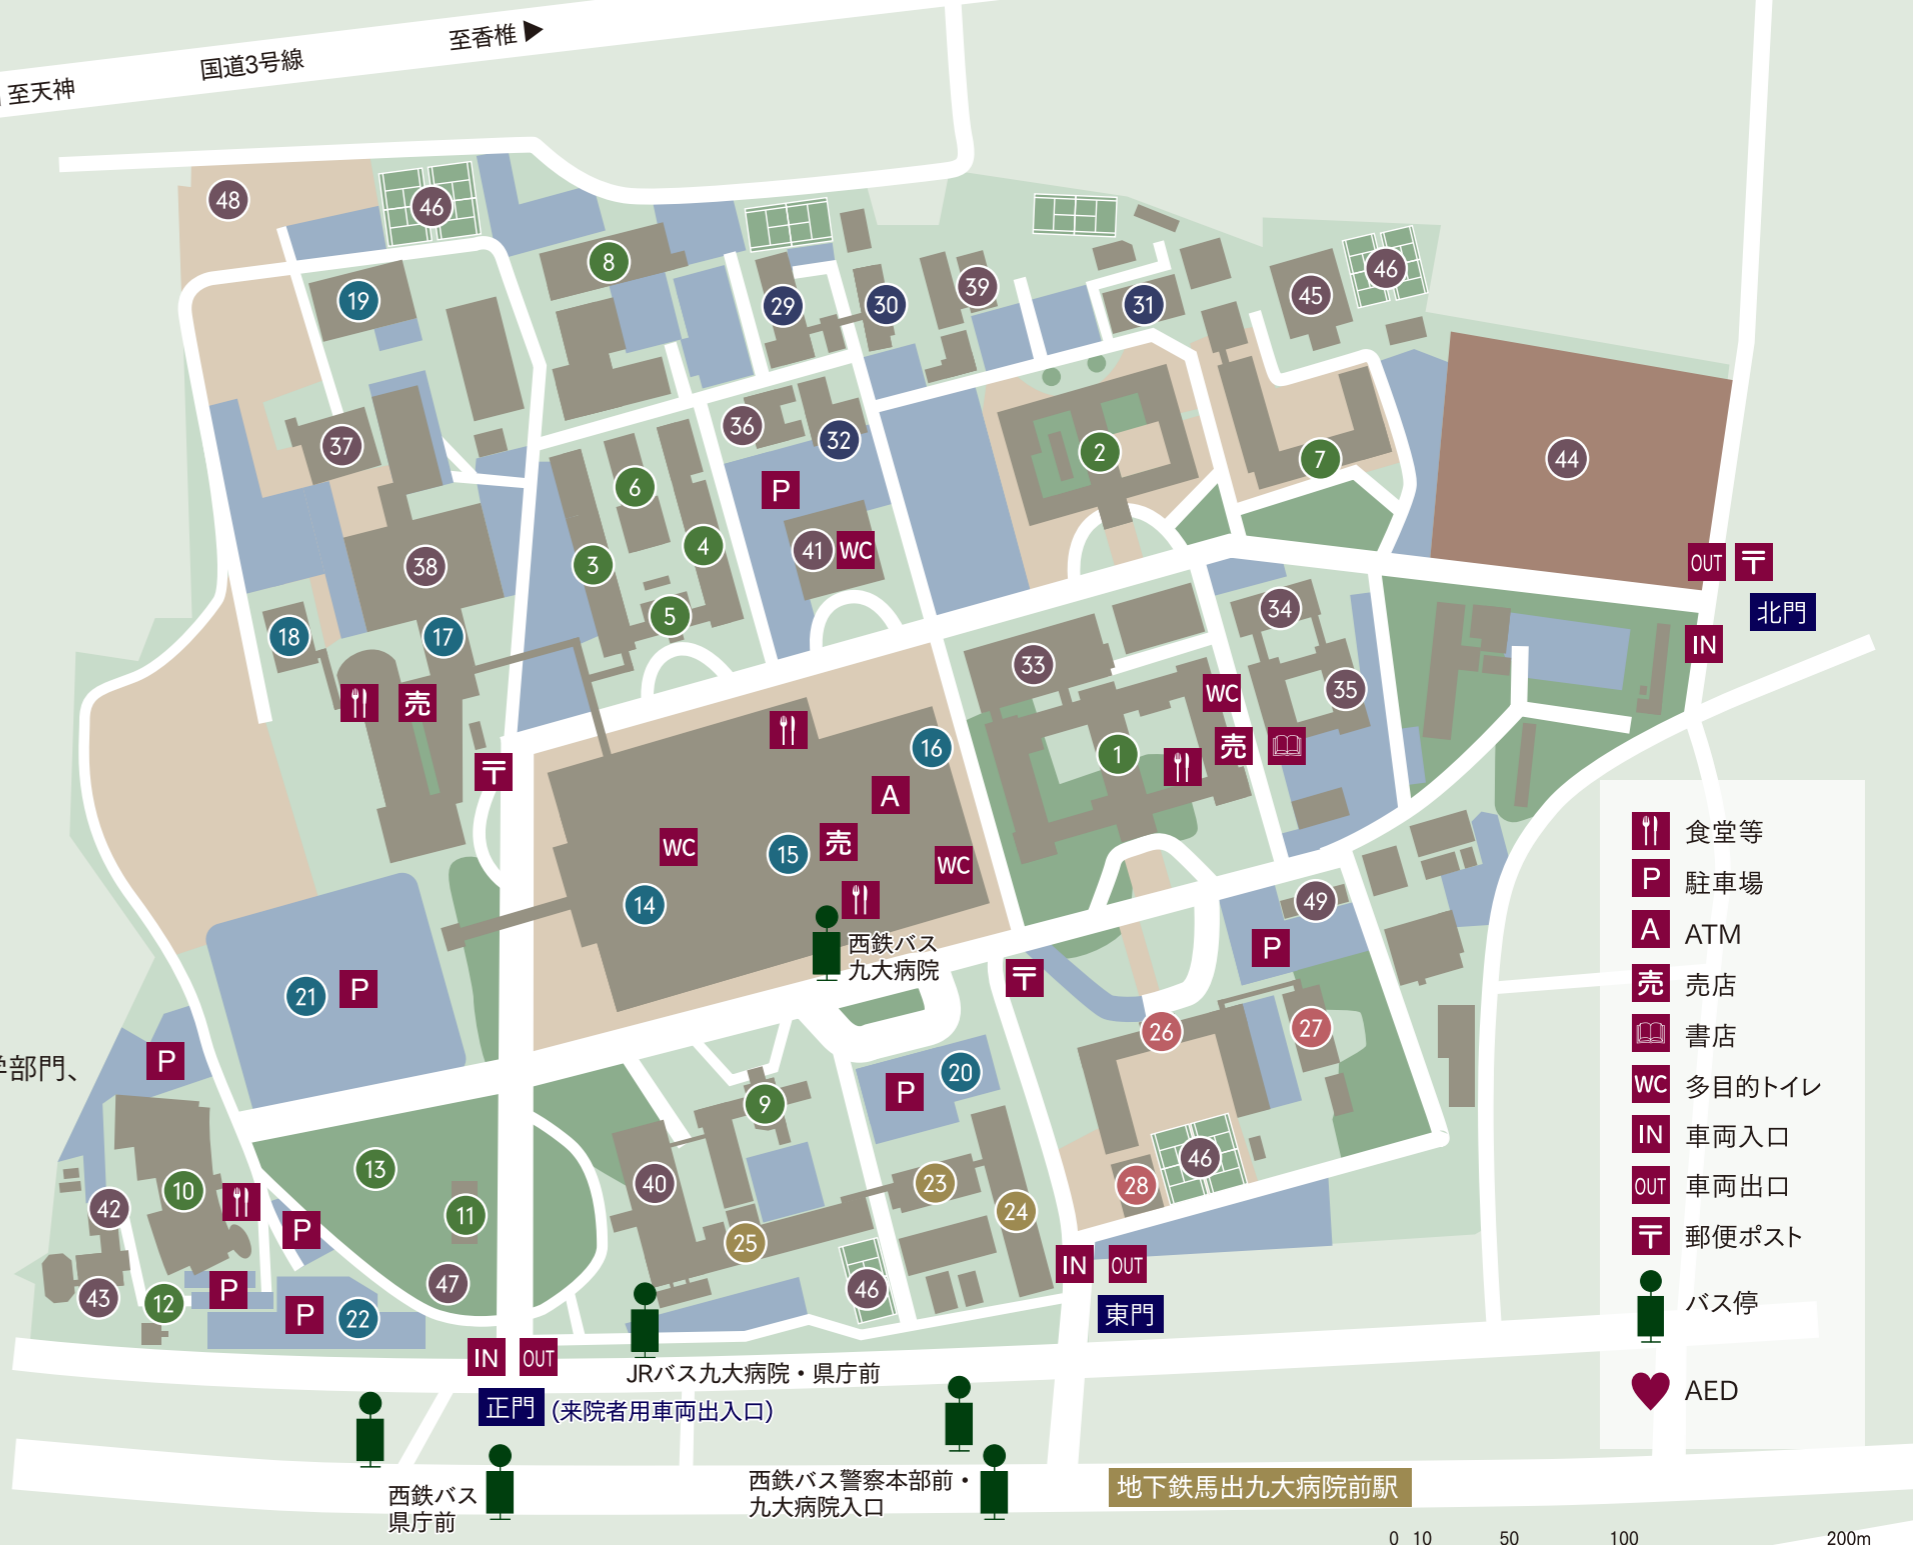 至香椎 ▶
国道3号線
至天神
48
46
8
19
29
30
39
31
45
46
37
36
32
2
7
44
6
P
38
3
4
41
WC
OUT
〒
北門
IN
18
17
5
33
34
35
売
WC
〒
16
1
売
A
WC
15
売
WC
14
西鉄バス
九大病院
49
P
21
P
〒
26
27
学部門、
P
20
P
9
13
40
23
28
46
10
42
11
24
25
P
47
46
43
12
P
P
22
IN
OUT
東門
IN
OUT
JRバス九大病院・県庁前
正門
(来院者用車両出入口)
西鉄バス
県庁前
西鉄バス警察本部前・
九大病院入口
地下鉄馬出九大病院前駅
食堂等
P 駐車場
A ATM
売 売店
書店
WC 多目的トイレ
IN 車両入口
OUT 車両出口
〒 郵便ポスト
バス停
AED
0 10 50 100 200m